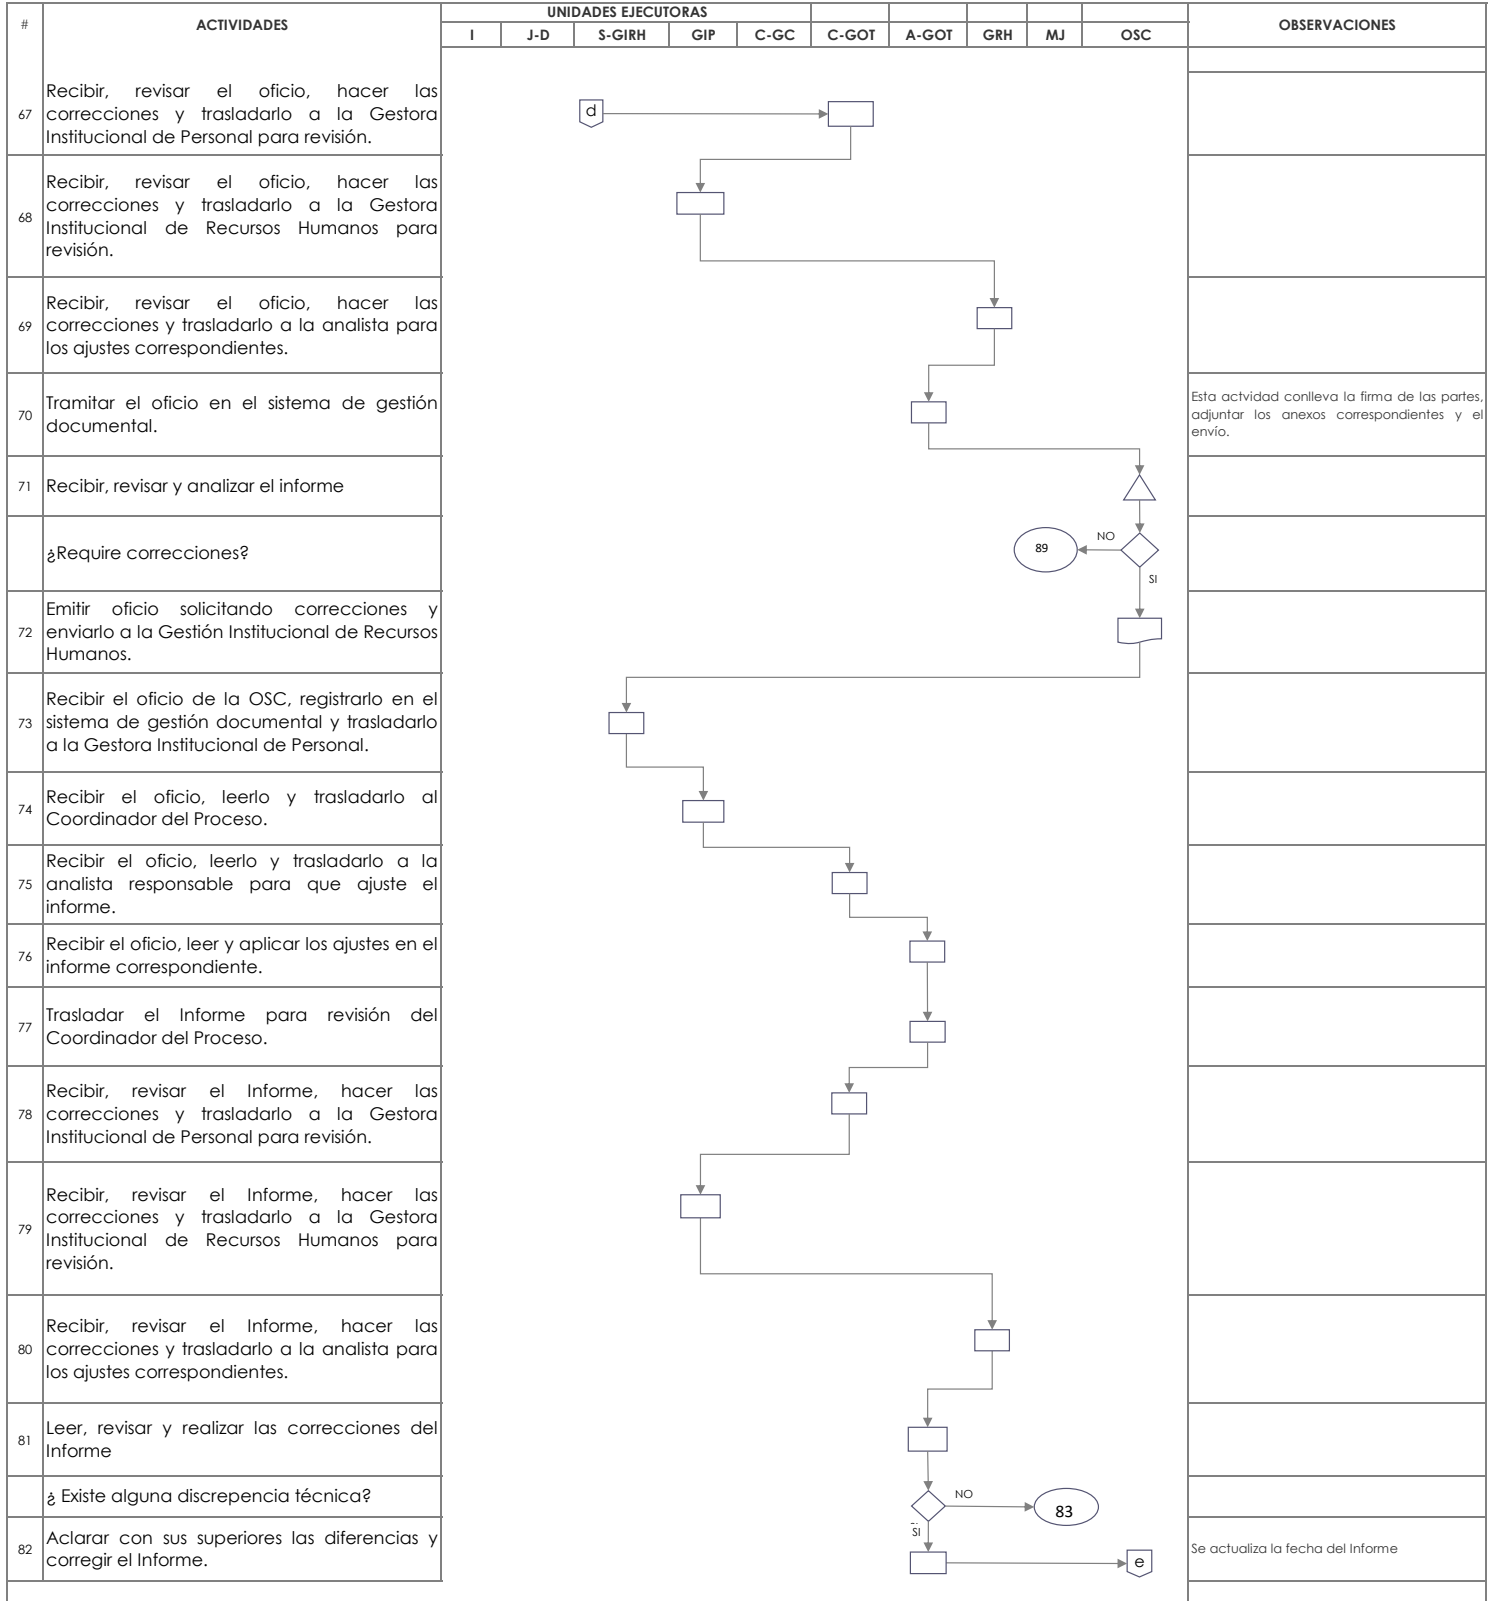 # ACTIVIDADES UNIDADES EJECUTORAS OBSERVACIONES
I J-D S-GIRH GIP C-GC C-GOT A-GOT GRH MJ OSC
67
Recibir, revisar el oficio, hacer las
correcciones y trasladarlo a la Gestora
Institucional de Personal para revisión.
d
68
Recibir, revisar el oficio, hacer las
correcciones y trasladarlo a la Gestora
Institucional de Recursos Humanos para
revisión.
69
Recibir, revisar el oficio, hacer las
correcciones y trasladarlo a la analista para
los ajustes correspondientes.
70
Tramitar el oficio en el sistema de gestión
documental.
Esta actvidad conlleva la firma de las partes,
adjuntar los anexos correspondientes y el
envío.
71
Recibir, revisar y analizar el informe
¿Require correcciones?
89
NO
SI
72
Emitir oficio solicitando correcciones y
enviarlo a la Gestión Institucional de Recursos
Humanos.
73
Recibir el oficio de la OSC, registrarlo en el
sistema de gestión documental y trasladarlo
a la Gestora Institucional de Personal.
74
Recibir el oficio, leerlo y trasladarlo al
Coordinador del Proceso.
75
Recibir el oficio, leerlo y trasladarlo a la
analista responsable para que ajuste el
informe.
76
Recibir el oficio, leer y aplicar los ajustes en el
informe correspondiente.
77
Trasladar el Informe para revisión del
Coordinador del Proceso.
78
Recibir, revisar el Informe, hacer las
correcciones y trasladarlo a la Gestora
Institucional de Personal para revisión.
79
Recibir, revisar el Informe, hacer las
correcciones y trasladarlo a la Gestora
Institucional de Recursos Humanos para
revisión.
80
Recibir, revisar el Informe, hacer las
correcciones y trasladarlo a la analista para
los ajustes correspondientes.
81
Leer, revisar y realizar las correcciones del
Informe
¿ Existe alguna discrepencia técnica?
NO
83
SI
82
Aclarar con sus superiores las diferencias y
corregir el Informe.
e
Se actualiza la fecha del Informe